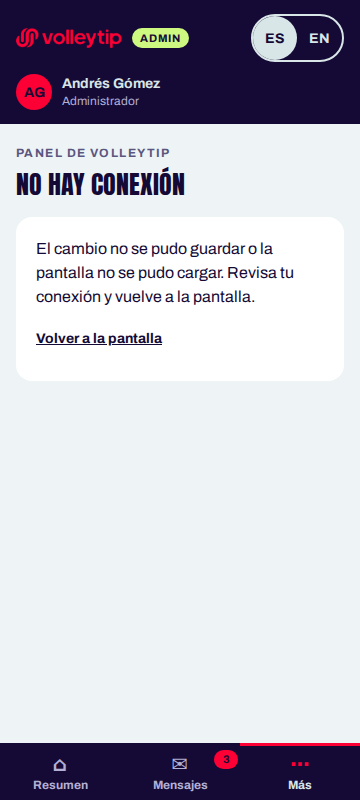 volleytip
ADMIN
ES
EN
AG
Andrés Gómez
Administrador
PANEL DE VOLLEYTIP
NO HAY CONEXIÓN
El cambio no se pudo guardar o la
pantalla no se pudo cargar. Revisa tu
conexión y vuelve a la pantalla.
Volver a la pantalla
3
Resumen
Mensajes
Más